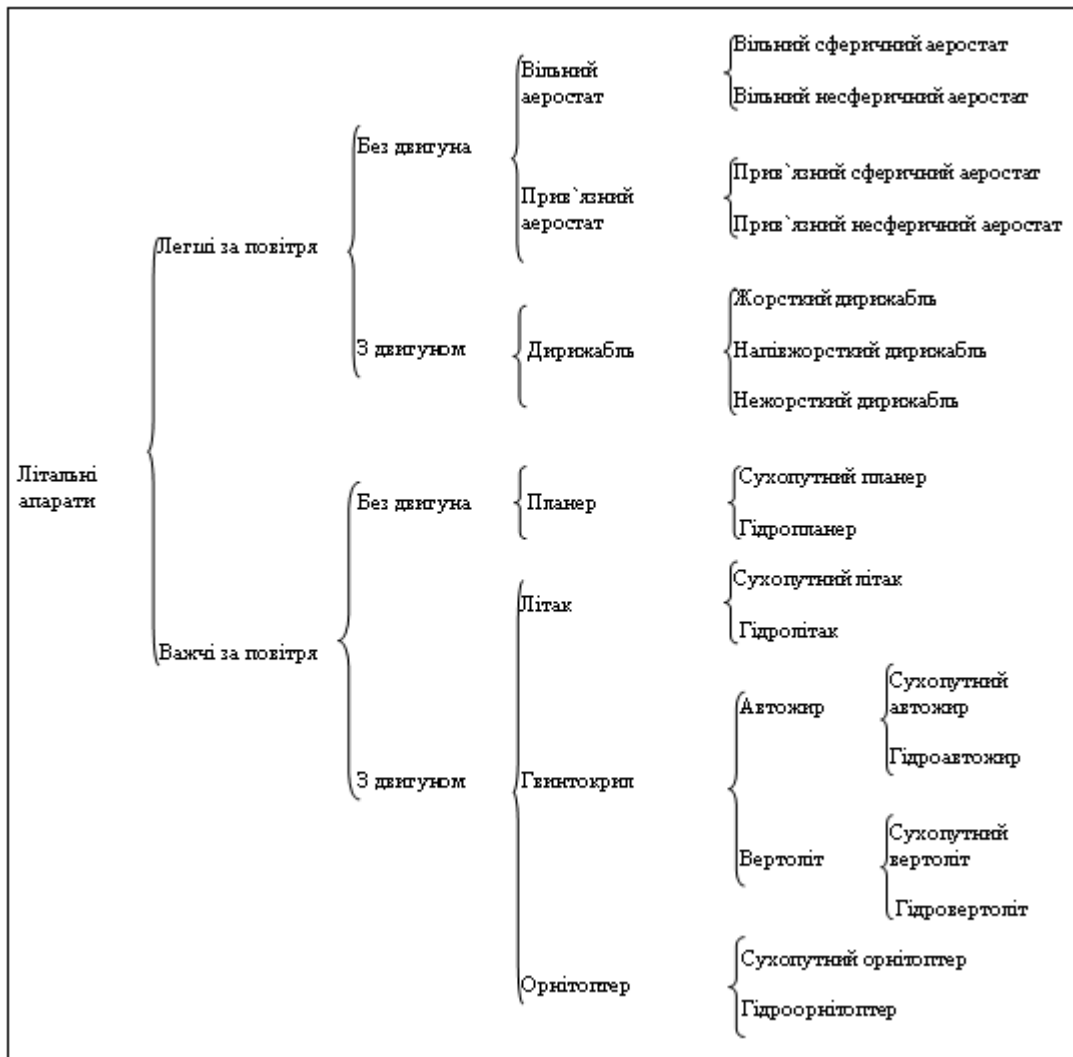 Вільний сферичний аеростат
Вільний
аеростат
Вільний несферичний аеростат
Без двигуна
Прив`язний сферичний аеростат
Прив`язний
аеростат
Прив`язний несферичний аеростат
Легші за повітря
Жорсткий дирижабль
З двигуном
Дирижабль
Напівжорсткий дирижабль
Нежорсткий дирижабль
Літальні
апарати
Сухопутний планер
Без двигуна
Планер
Гідропланер
Сухопутний літак
Літак
Гідролітак
Важчі за повітря
Сухопутний
автожир
Автожир
Гідроавтожир
З двигуном
Гвинтокрил
Сухопутний
вертоліт
Вертоліт
Гідровертоліт
Сухопутний орнітоптер
Орнітоптер
Гідроорнітоптер